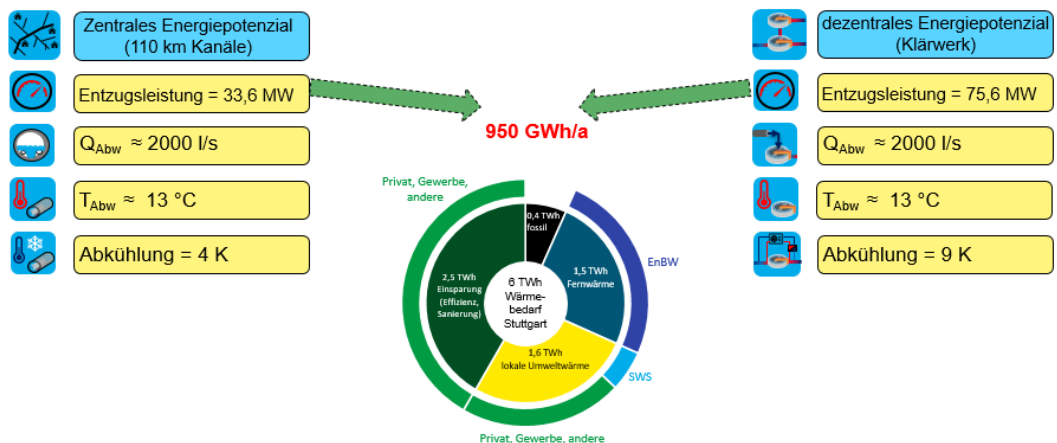 Zentrales Energiepotenzial
(110 km Kanäle)
Entzugsleistung = 33,6 MW
QAbw ≈ 2000 l/s
TAbw ≈ 13 °C
Abkühlung = 4 K
950 GWh/a
Privat, Gewerbe,
andere
0,4 TWh
fossil
1,5 TWh
Fernwärme
EnBW
2,5 TWh
Einsparung
(Effizienz,
Sanierung)
6 TWh
Wärme-
bedarf
Stuttgart
1,6 TWh
lokale Umweltwärme
SWS
Privat, Gewerbe, andere
dezentrales Energiepotenzial
(Klärwerk)
Entzugsleistung = 75,6 MW
QAbw ≈ 2000 l/s
TAbw ≈ 13 °C
Abkühlung = 9 K